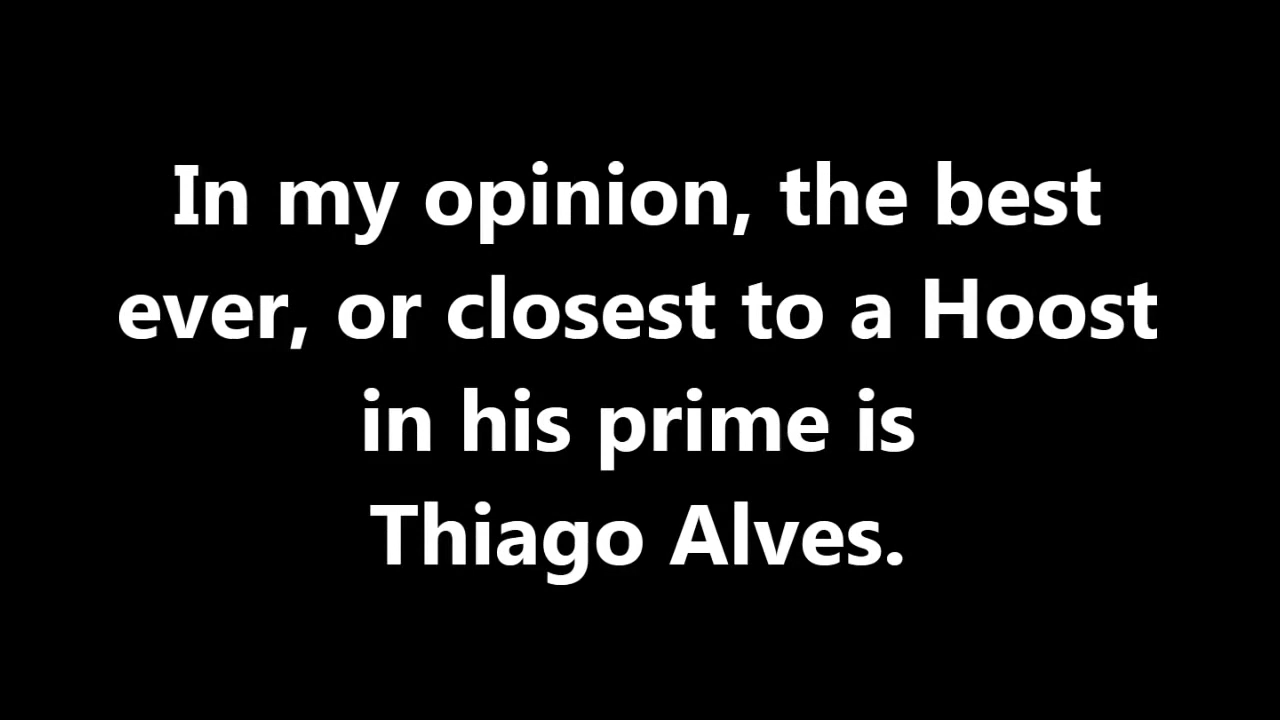 In my opinion, the best
ever, or closest to a Hoost
in his prime is
Thiago Alves.